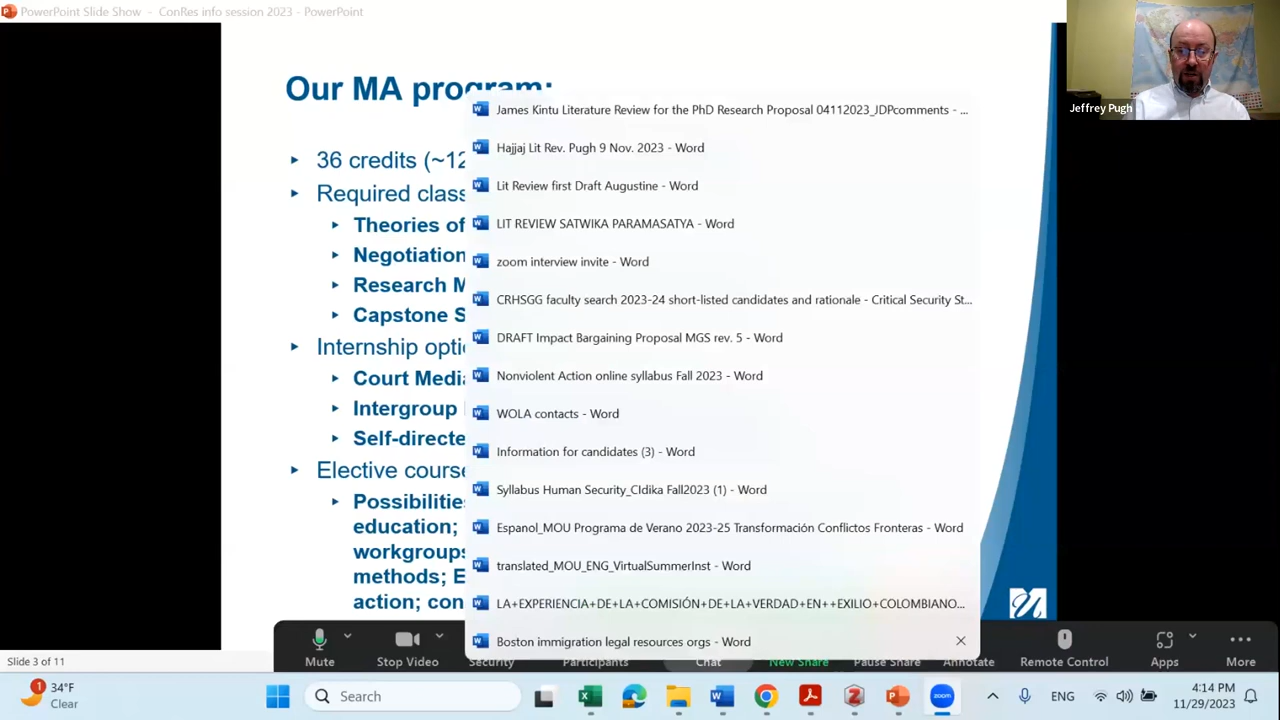 PowerPoint Slide Show - ConRes info session 2023 - PowerPoint
Jeffrey Pugh
Our MA program:
36 credits (~12
Required class
Theories of
Negotiation
Research M
Capstone S
Internship opti
Court Media
Intergroup
Self-directe
Elective course
Possibilitie
education;
workgroups
methods; E
action; con
James Kintu Literature Review for the PhD Research Proposal 04112023_JDPcomments - ...
Hajjaj Lit Rev. Pugh 9 Nov. 2023 - Word
Lit Review first Draft Augustine - Word
LIT REVIEW SATWIKA PARAMASATYA - Word
zoom interview invite - Word
CRHSGG faculty search 2023-24 short-listed candidates and rationale - Critical Security St...
DRAFT Impact Bargaining Proposal MGS rev. 5 - Word
Nonviolent Action online syllabus Fall 2023 - Word
WOLA contacts - Word
Information for candidates (3) - Word
Syllabus Human Security_CIdika Fall2023 (1) - Word
Espanol_MOU Programa de Verano 2023-25 Transformación Conflictos Fronteras - Word
translated_MOU_ENG_VirtualSummerInst - Word
LA+EXPERIENCIA+DE+LA+COMISIÓN+DE+LA+VERDAD+EN++EXILIO+COLOMBIANO...
Boston immigration legal resources orgs - Word
Slide 3 of 11
Mute
Stop Video
Security
Participants
Chat
New Share
Pause Share
Annotate
Remote Control
Apps
More
1
34°F
Clear
Search
zoom
ENG
4:14 PM
11/29/2023